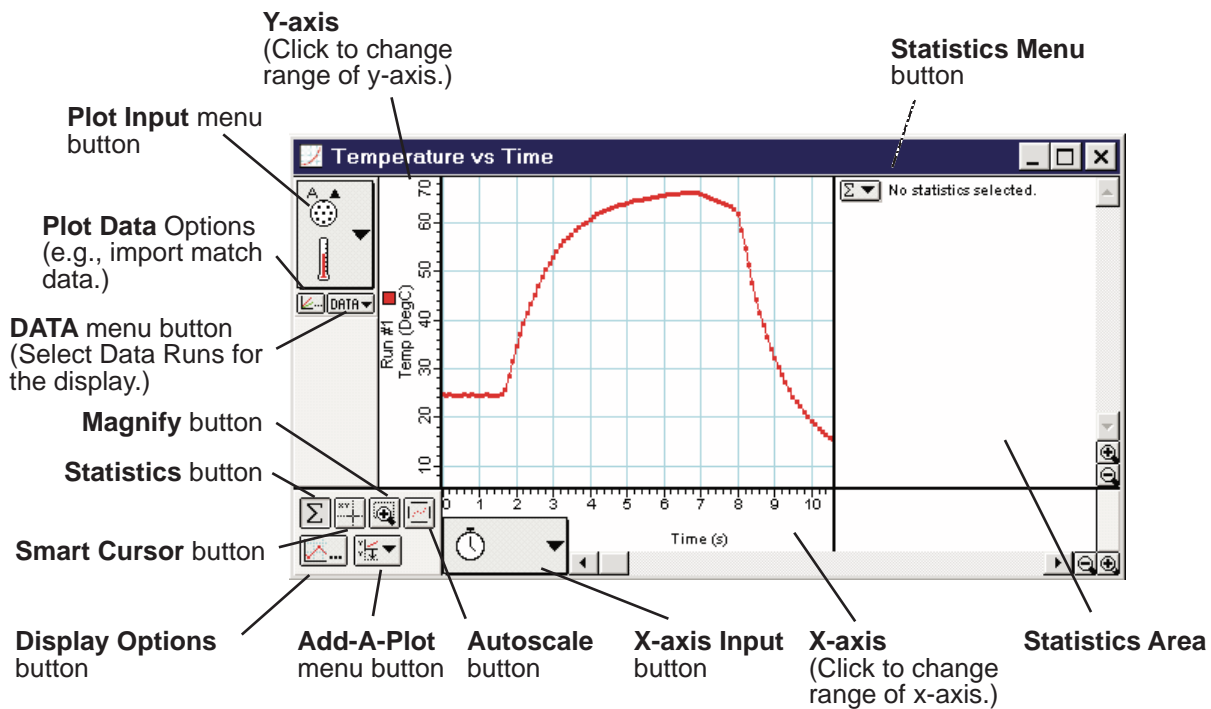 Y-axis
(Click to change
range of y-axis.)
Statistics Menu
button
Plot Input menu
button
Plot Data Options
(e.g., import match
data.)
DATA menu button
(Select Data Runs for
the display.)
Magnify button
Statistics button
Smart Cursor button
Temperature vs Time
A
DATA
Run #1
Temp (DegC)
70
60
50
40
30
20
10
Σ No statistics selected.
0 1 2 3 4 5 6 7 8 9 10
Time (s)
Σ
XY
Y
Y
Display Options
button
Add-A-Plot
menu button
Autoscale
button
X-axis Input
button
X-axis
(Click to change
range of x-axis.)
Statistics Area